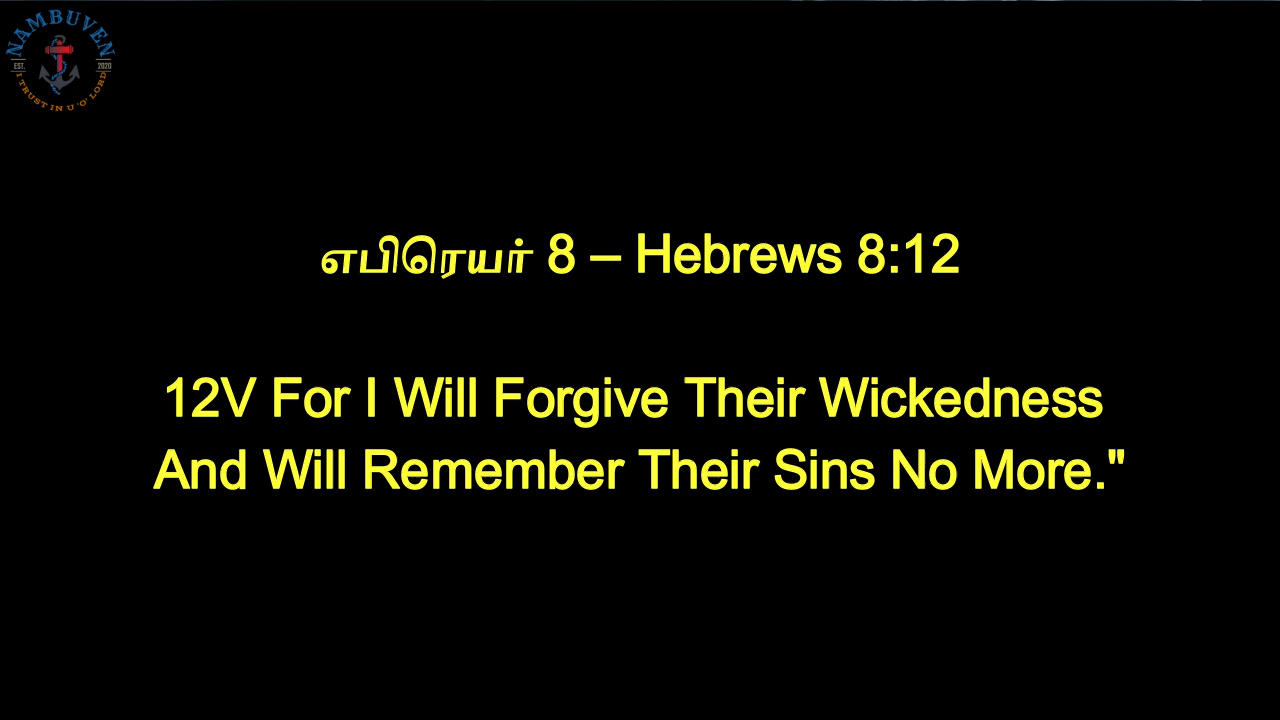 NAMBUVEN
EST. 2020
I TRUST IN U 'O' LORD
எபிரெயர் 8 – Hebrews 8:12
12V For I Will Forgive Their Wickedness
And Will Remember Their Sins No More."